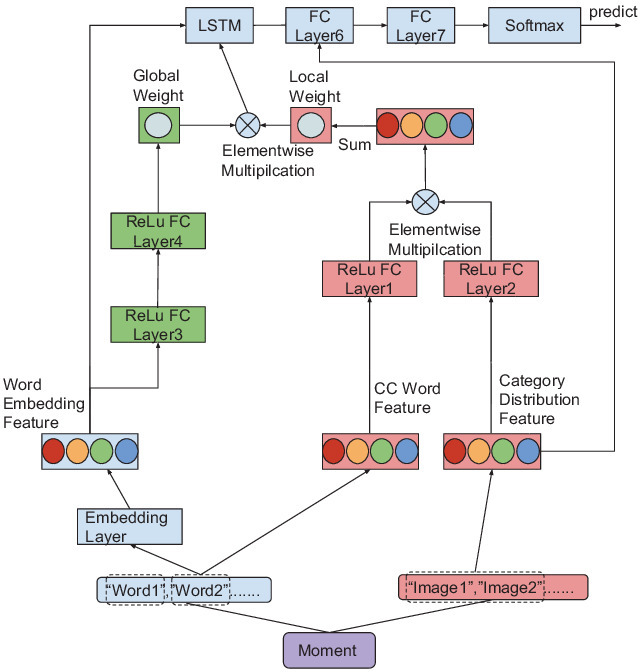 predict
LSTM
FC
Layer6
FC
Layer7
Softmax
Global
Weight
Local
Weight
Elementwise
Multipilcation
Sum
Elementwise
Multipilcation
ReLu FC
Layer4
ReLu FC
Layer1
ReLu FC
Layer2
ReLu FC
Layer3
Word
Embedding
Feature
CC Word
Feature
Category
Distribution
Feature
Embedding
Layer
“Word1”,”Word2”......
“Image1”,”Image2”......
Moment